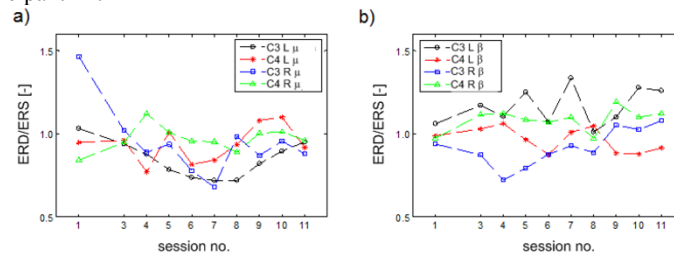 a)
b)
1.5
1.0
0.5
ERD/ERS [-]
C3 L μ
C4 L μ
C3 R μ
C4 R μ
1 3 4 5 6 7 8 9 10 11
session no.
1.5
1.0
0.5
ERD/ERS [-]
C3 L β
C4 L β
C3 R β
C4 R β
1 3 4 5 6 7 8 9 10 11
session no.